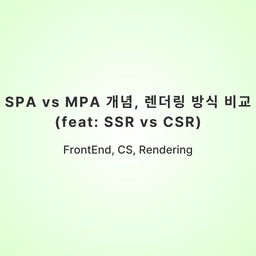 SPA vs MPA 개념, 렌더링 방식 비교
(feat: SSR vs CSR)
FrontEnd, CS, Rendering